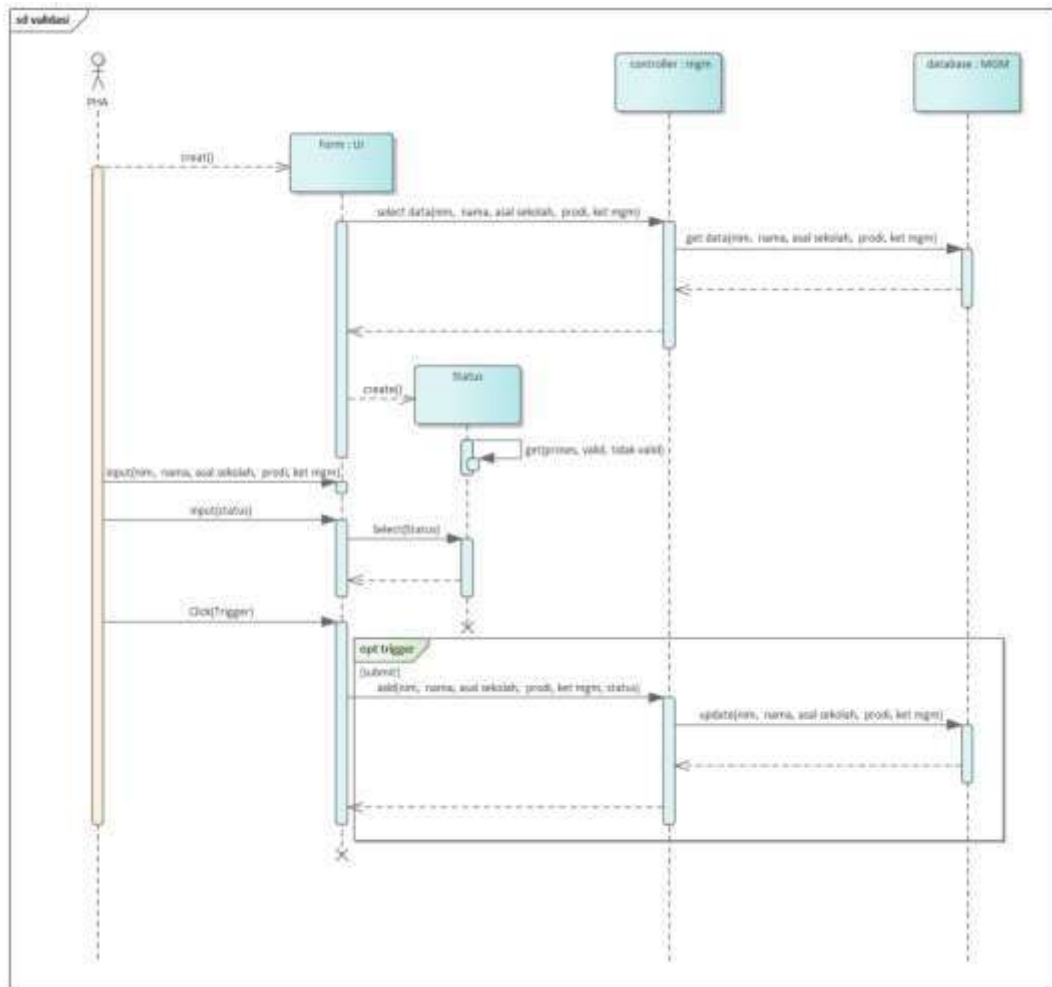 sd validasi
PHA
controller : mgm
database : MGM
Form : UI
creat()
select data(nim, nama, asal sekolah, prodi, ket mgm)
get data(nim, nama, asal sekolah, prodi, ket mgm)
Status
create()
get(proses, valid, tidak valid)
input(nim, nama, asal sekolah, prodi, ket mgm)
input(status)
Select(Status)
Click(Trigger)
opt trigger
[submit]
add(nim, nama, asal sekolah, prodi, ket mgm, status)
update(nim, nama, asal sekolah, prodi, ket mgm)